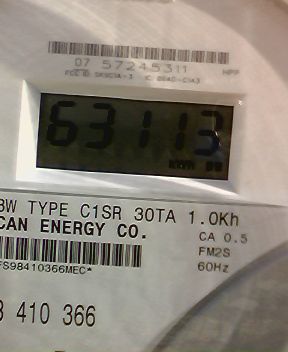 07 57245311
63113
KWH
3W TYPE C1SR 30TA 1.0Kh
CAN ENERGY CO.
CA 0.5
FM2S
60Hz
FS98410366MEC*
8 410 366